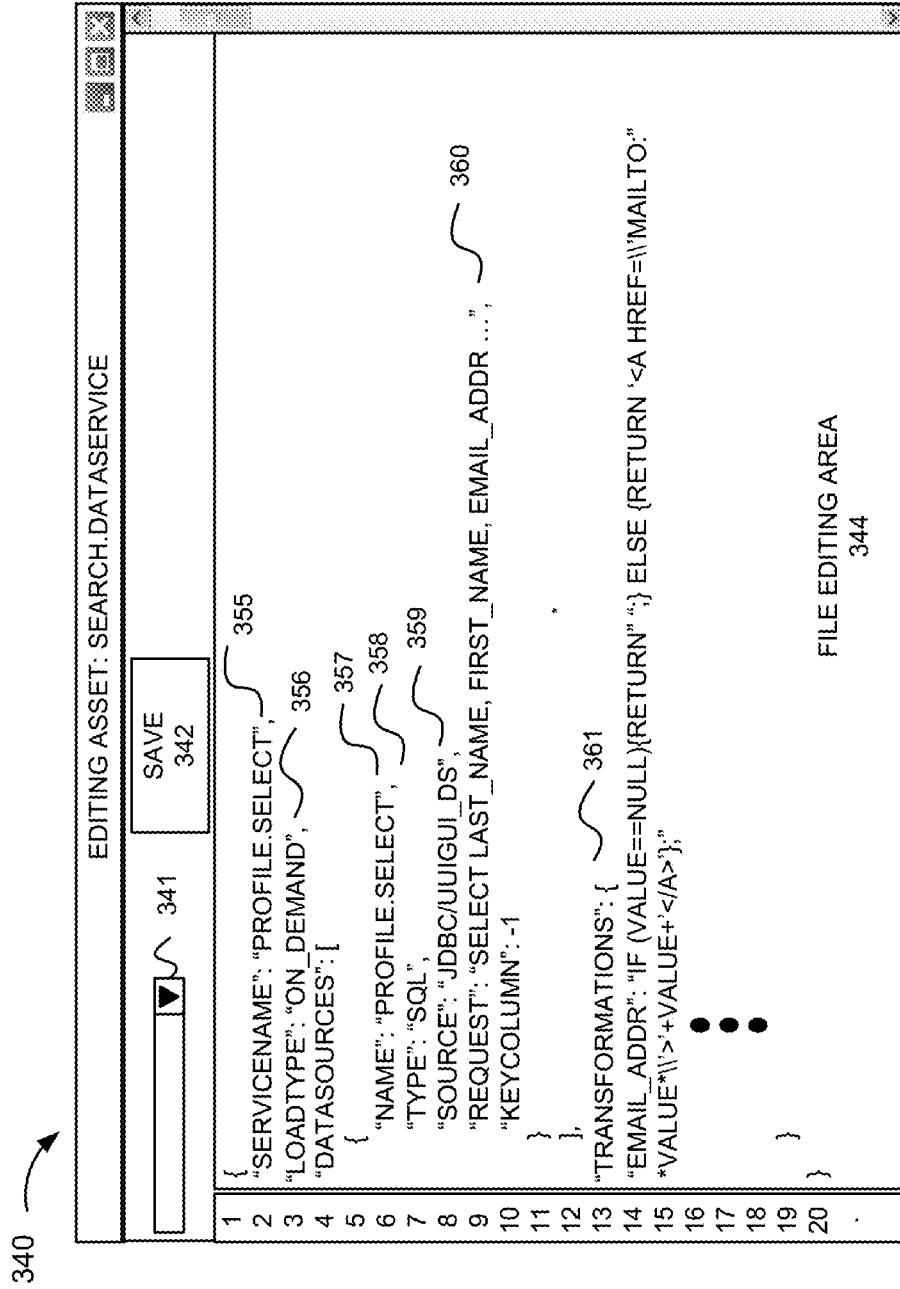 340
EDITING ASSET: SEARCH.DATASERVICE
341
SAVE
342
1 {
2 “SERVICENAME”: “PROFILE.SELECT”, 355
3 “LOADTYPE”: “ON_DEMAND”, 356
4 “DATASOURCES”: [
5 { 357
6 “NAME”: “PROFILE.SELECT”, 358
7 “TYPE”: “SQL”, 359
8 “SOURCE”: “JDBC/UUIGUI_DS”,
9 “REQUEST”: “SELECT LAST_NAME, FIRST_NAME, EMAIL_ADDR ...”, 360
10 “KEYCOLUMN”: -1
11 }
12 ],
13 “TRANSFORMATIONS”: { 361
14 “EMAIL_ADDR”: “IF (VALUE==NULL){RETURN” “;} ELSE {RETURN ‘<A HREF=\\’MAILTO:”
15 *VALUE*\\’>’+VALUE+’</A>’};”
16
17
18
19 }
20 }
FILE EDITING AREA
344